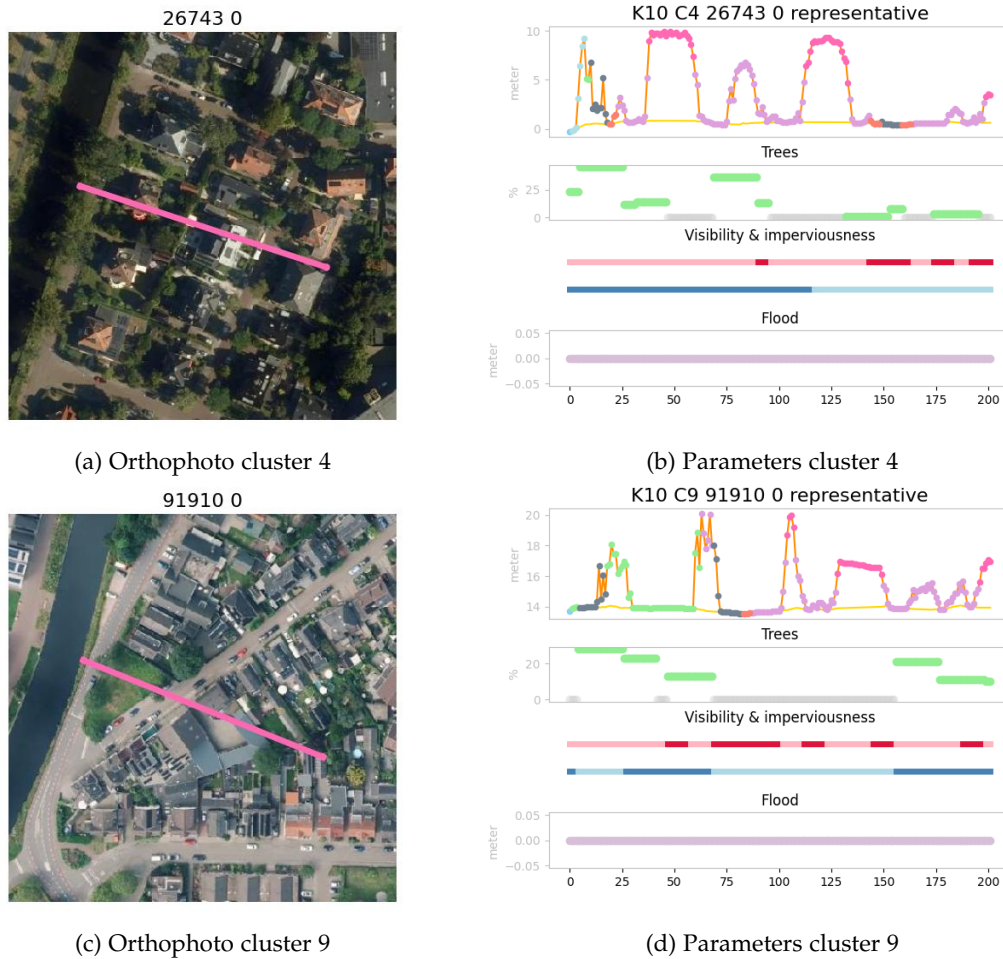 26743 0
K10 C4 26743 0 representative
10
5
0
meter
Trees
25
0
%
Visibility & imperviousness
Flood
0.05
0.00
−0.05
meter
0 25 50 75 100 125 150 175 200
(a) Orthophoto cluster 4
(b) Parameters cluster 4
91910 0
K10 C9 91910 0 representative
20
18
16
14
meter
Trees
20
0
%
Visibility & imperviousness
Flood
0.05
0.00
−0.05
meter
0 25 50 75 100 125 150 175 200
(c) Orthophoto cluster 9
(d) Parameters cluster 9